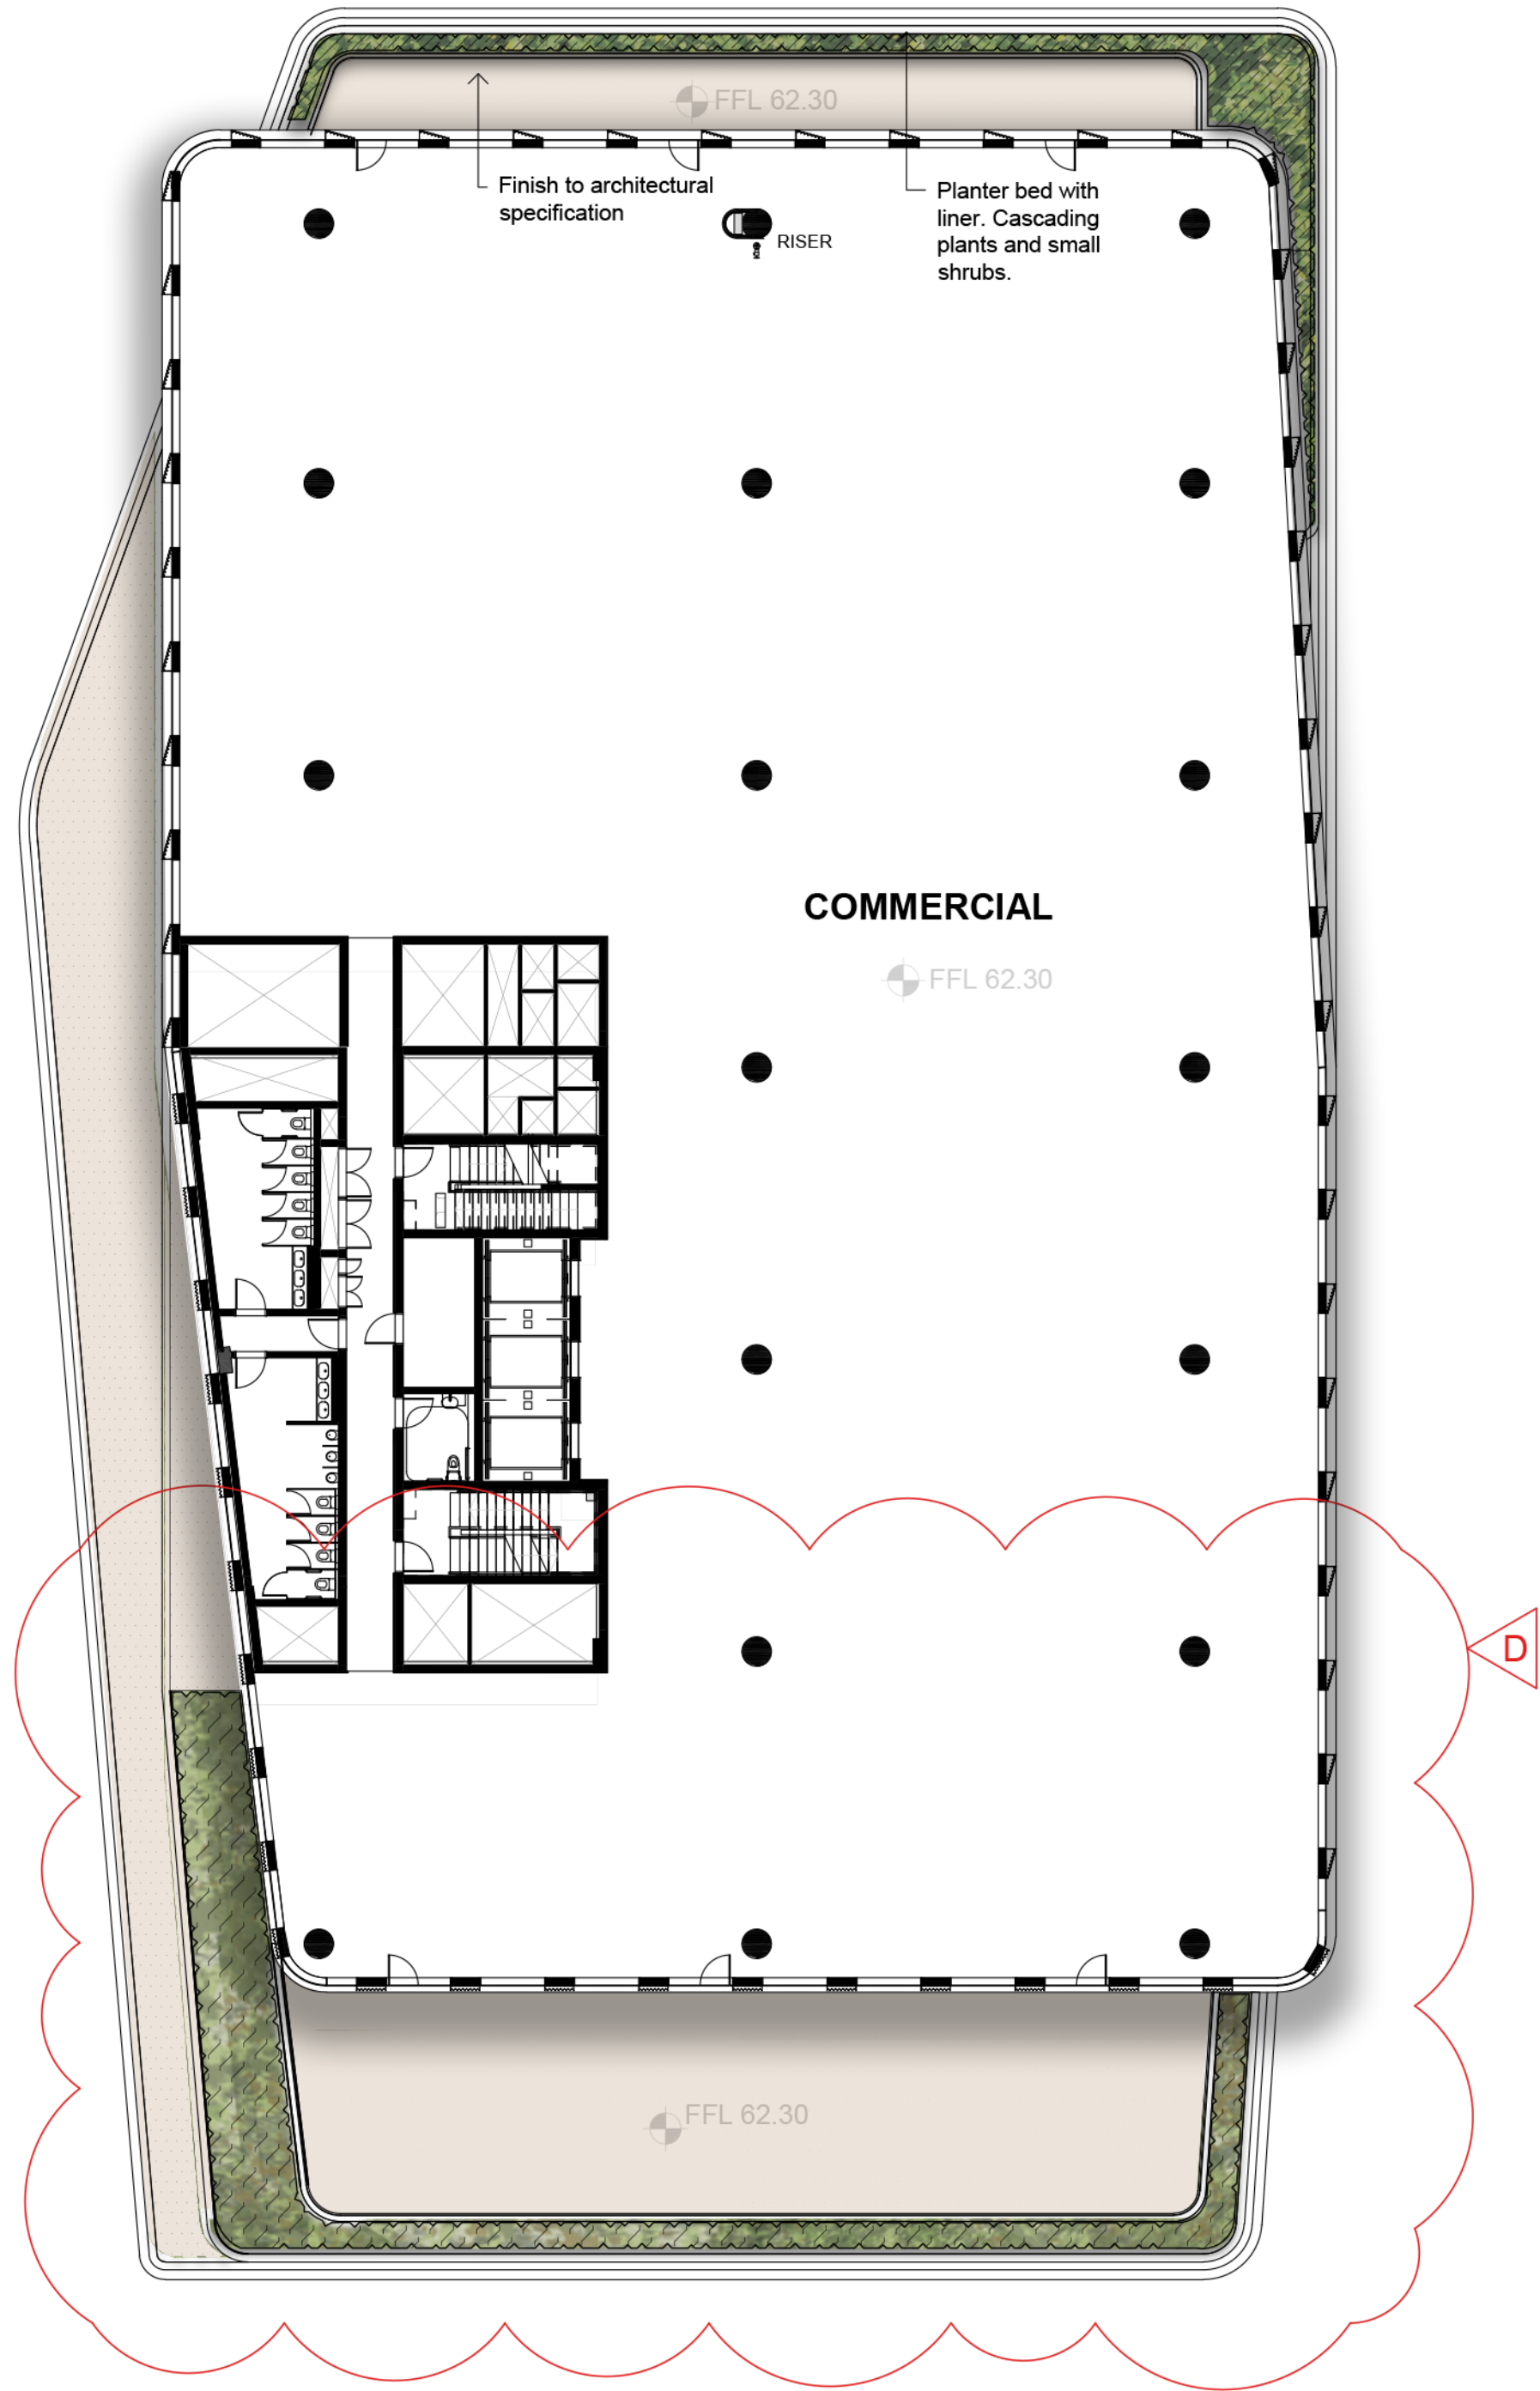 FFL 62.30
Finish to architectural
specification
Planter bed with
liner. Cascading
plants and small
shrubs.
RISER
COMMERCIAL
FFL 62.30
D
FFL 62.30